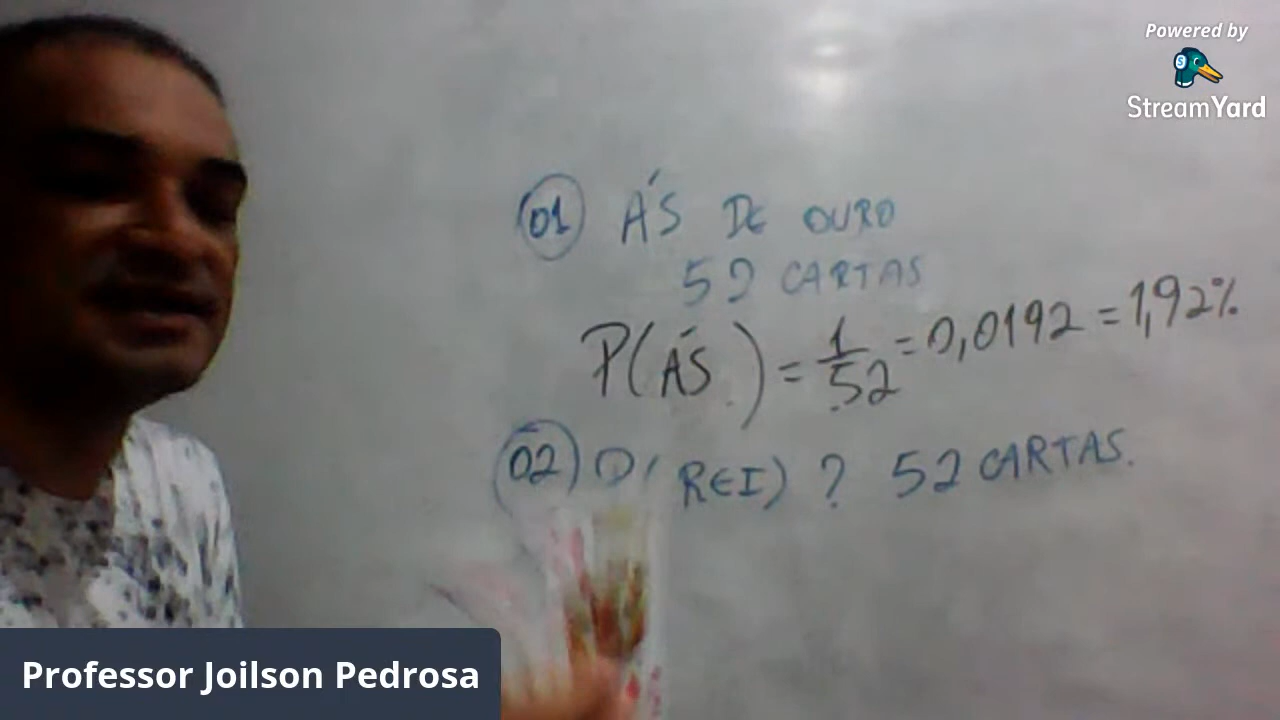 Powered by
StreamYard
01 ÁS DE OURO
52 CARTAS
P(ÁS.) = 1/52 = 0,0192 = 1,92%
02 P(REI) ? 52 CARTAS.
Professor Joilson Pedrosa